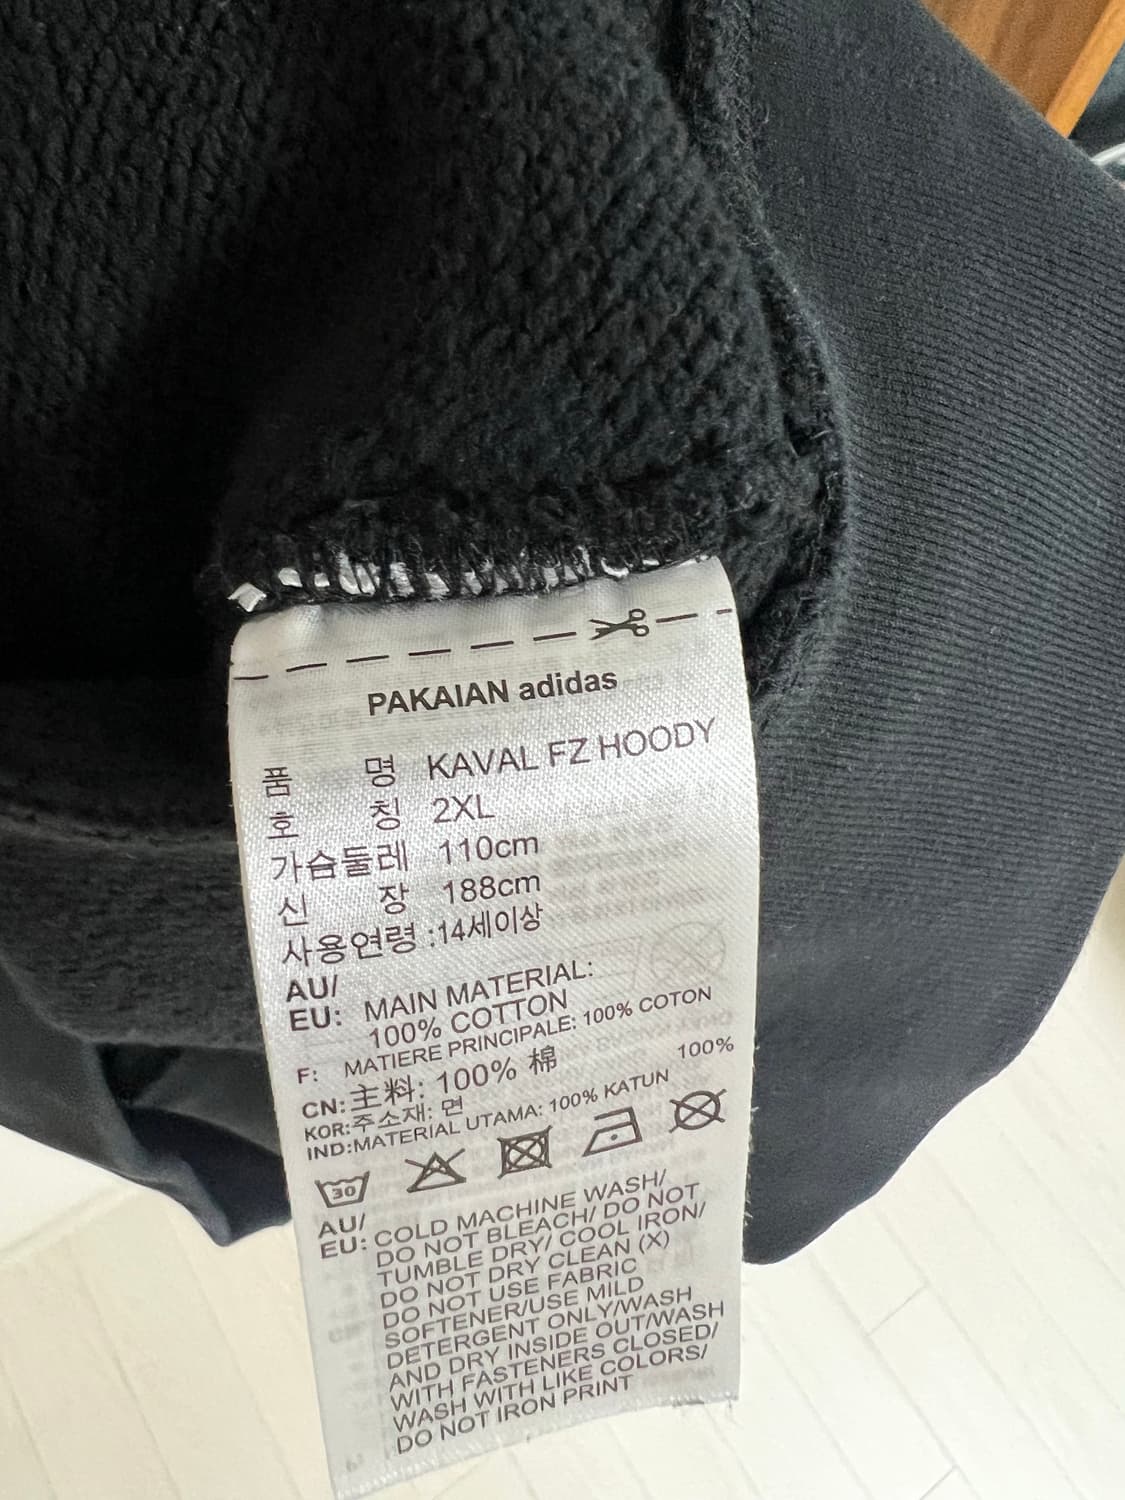 PAKAIAN adidas
품 명 KAVAL FZ HOODY
호 칭 2XL
가슴둘레 110cm
신 장 188cm
사용연령 :14세이상
AU/
EU: MAIN MATERIAL:
100% COTTON
F: MATIERE PRINCIPALE: 100% COTON
CN:主料: 100% 棉
KOR:주소재: 면 100%
IND:MATERIAL UTAMA: 100% KATUN
30
AU/
EU: COLD MACHINE WASH/
DO NOT BLEACH/ DO NOT
TUMBLE DRY/ COOL IRON/
DO NOT DRY CLEAN (X)
DO NOT USE FABRIC
SOFTENER/USE MILD
DETERGENT ONLY/WASH
AND DRY INSIDE OUT/WASH
WITH FASTENERS CLOSED/
WASH WITH LIKE COLORS/
DO NOT IRON PRINT